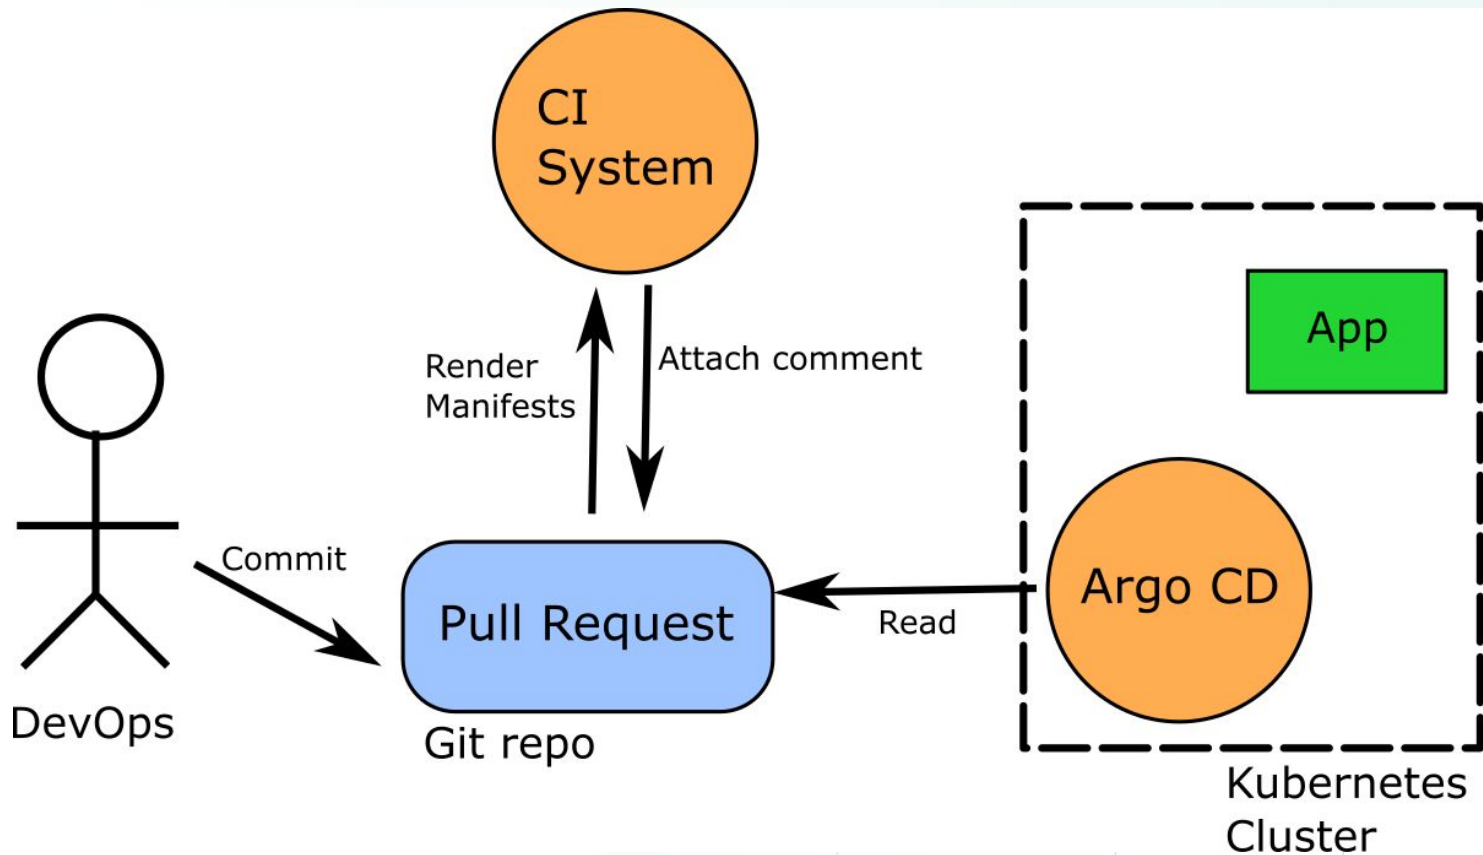 CI
System
Render
Manifests
Attach comment
App
Commit
Pull Request
Read
Argo CD
DevOps
Git repo
Kubernetes
Cluster